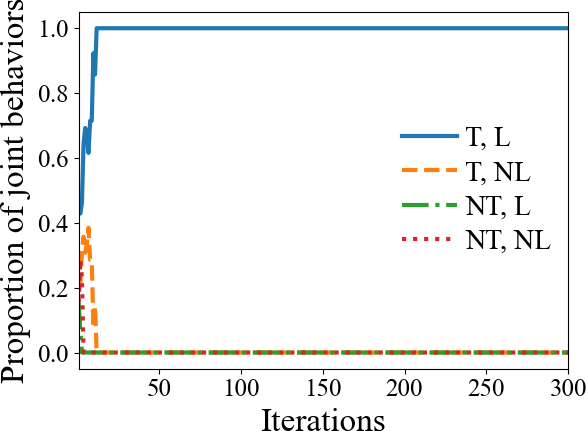 Proportion of joint behaviors
1.0
0.8
0.6
0.4
0.2
0.0
T, L
T, NL
NT, L
NT, NL
50 100 150 200 250 300
Iterations